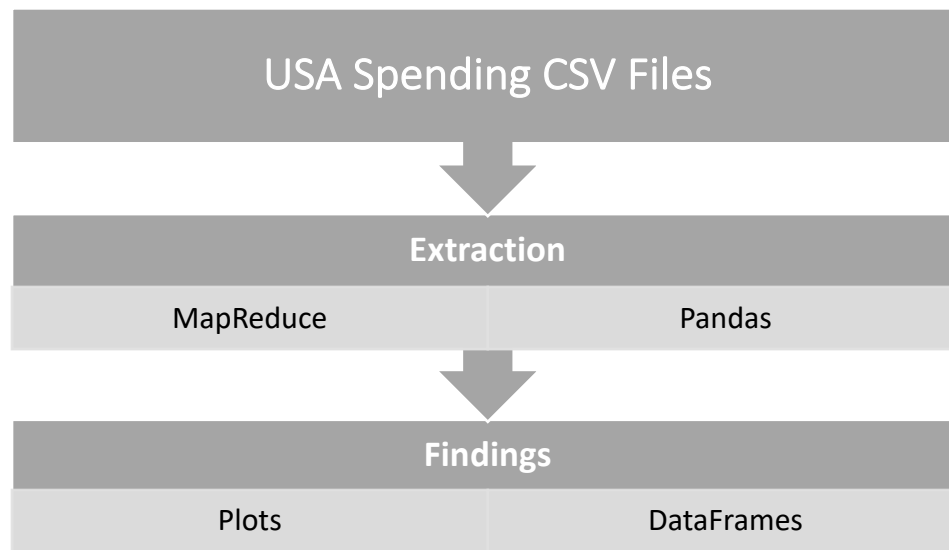 USA Spending CSV Files
Extraction
MapReduce Pandas
Findings
Plots DataFrames